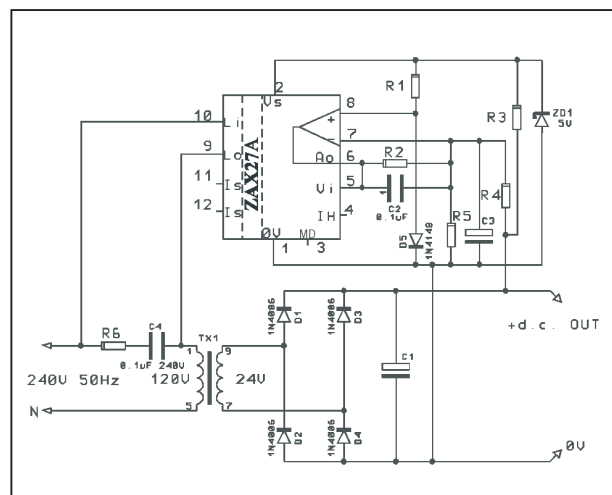 2
Vs
10
Li
9
Lo
11
Is
12
Is
ZAX27A
8
+
7
-
Ao
6
Vi
5
IH
4
0V
MD
1
3
R1
R2
1
C2
0.1uF
D5
1N4148
R5
C3
R3
R4
ZD1
5V
R6
C4
0.1uF 240V
240V 50Hz
120V
N
TX1
1
9
5
7
24V
1N4006
D1
1N4006
D3
1N4006
D2
1N4006
D4
C1
+d.c. OUT
0V